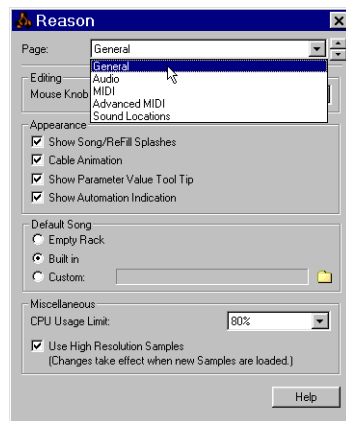 Reason
Page:
General
General
Audio
MIDI
Advanced MIDI
Sound Locations
Editing
Mouse Knob
Appearance
Show Song/ReFill Splashes
Cable Animation
Show Parameter Value Tool Tip
Show Automation Indication
Default Song
Empty Rack
Built in
Custom:
Miscellaneous
CPU Usage Limit:
80%
Use High Resolution Samples
(Changes take effect when new Samples are loaded.)
Help